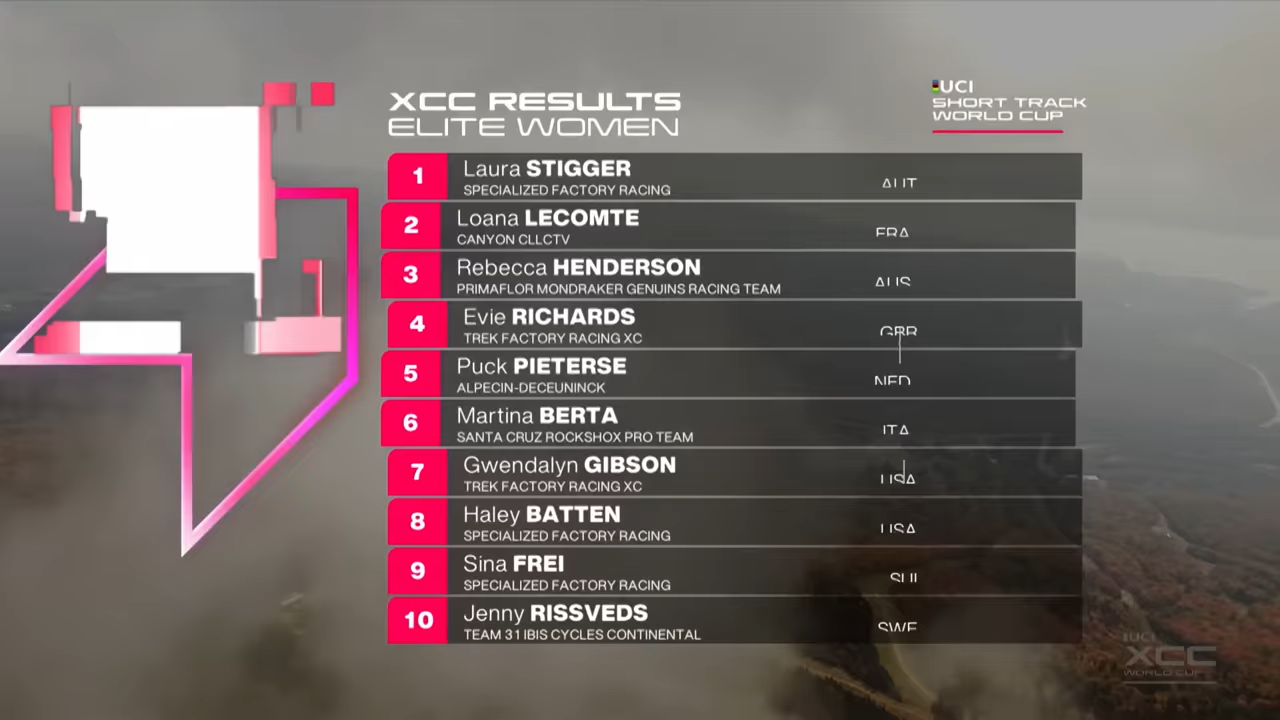 XCC RESULTS
ELITE WOMEN
UCI
SHORT TRACK
WORLD CUP
1 Laura STIGGER AUT
SPECIALIZED FACTORY RACING
2 Loana LECOMTE FRA
CANYON CLLCTV
3 Rebecca HENDERSON AUS
PRIMAFLOR MONDRAKER GENUINS RACING TEAM
4 Evie RICHARDS GBR
TREK FACTORY RACING XC
5 Puck PIETERSE NED
ALPECIN-DECEUNINCK
6 Martina BERTA ITA
SANTA CRUZ ROCKSHOX PRO TEAM
7 Gwendalyn GIBSON USA
TREK FACTORY RACING XC
8 Haley BATTEN USA
SPECIALIZED FACTORY RACING
9 Sina FREI SUI
SPECIALIZED FACTORY RACING
10 Jenny RISSVEDS SWE
TEAM 31 IBIS CYCLES CONTINENTAL
UCI
XCC
WORLD CUP